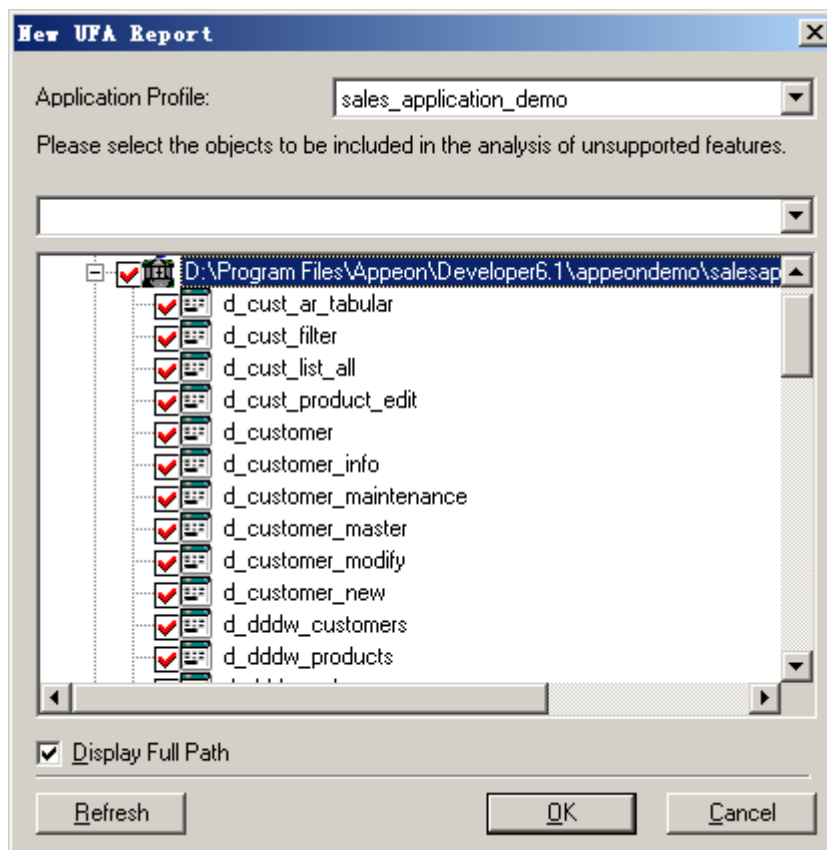 New UFA Report
Application Profile:
sales_application_demo
Please select the objects to be included in the analysis of unsupported features.
D:\Program Files\Appeon\Developer6.1\appeondemo\salesap
d_cust_ar_tabular
d_cust_filter
d_cust_list_all
d_cust_product_edit
d_customer
d_customer_info
d_customer_maintenance
d_customer_master
d_customer_modify
d_customer_new
d_dddw_customers
d_dddw_products
Display Full Path
Refresh
OK
Cancel